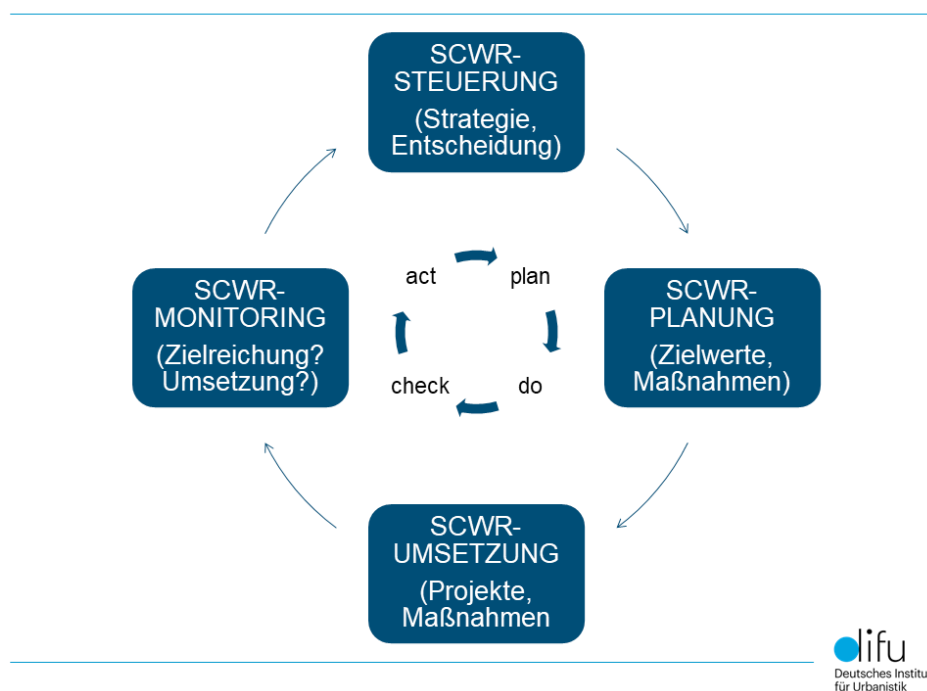 SCWR-
STEUERUNG
(Strategie,
Entscheidung)
act
plan
SCWR-
MONITORING
(Zielreichung?
Umsetzung?)
SCWR-
PLANUNG
(Zielwerte,
Maßnahmen)
check
do
SCWR-
UMSETZUNG
(Projekte,
Maßnahmen
difu
Deutsches Institu
für Urbanistik